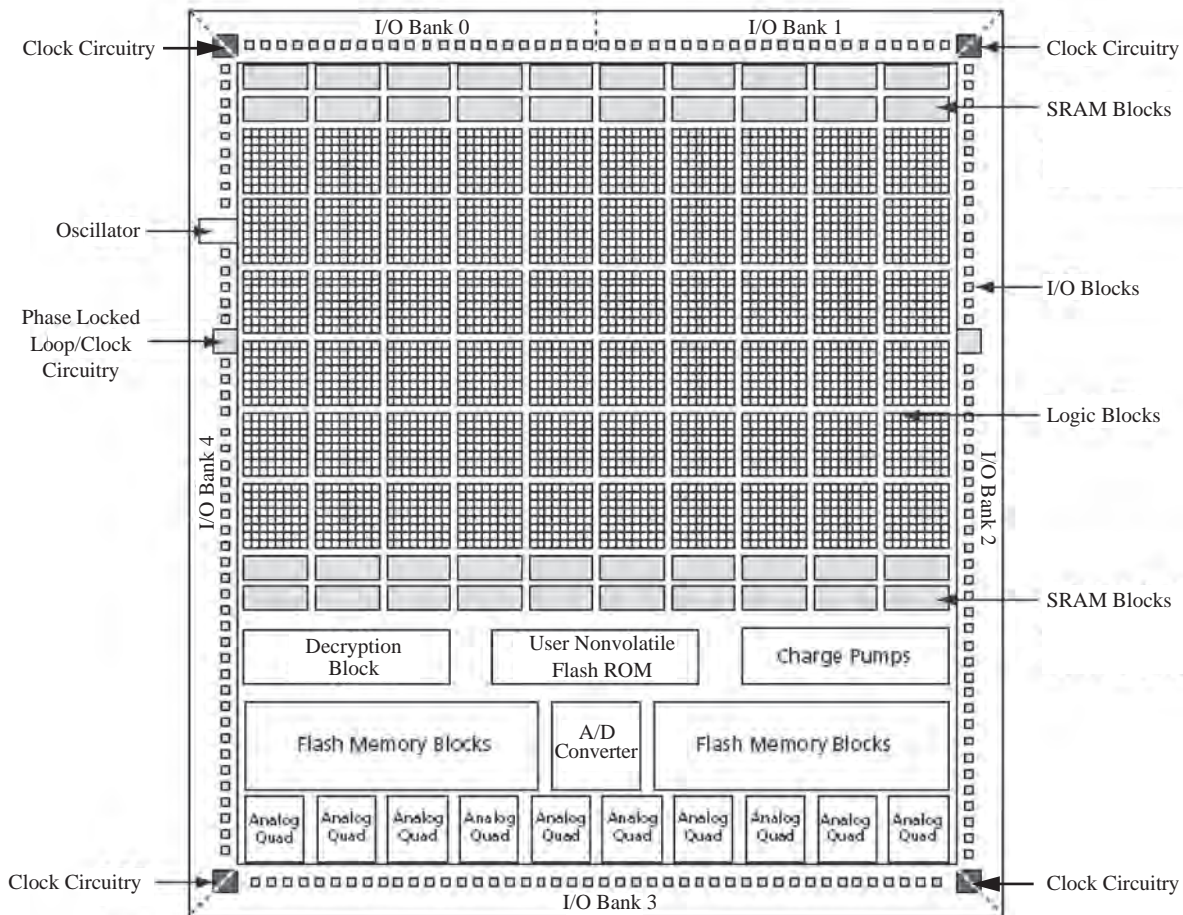 I/O Bank 0
I/O Bank 1
Clock Circuitry
Clock Circuitry
SRAM Blocks
Oscillator
I/O Blocks
Phase Locked
Loop/Clock
Circuitry
Logic Blocks
I/O Bank 4
I/O Bank 2
SRAM Blocks
Decryption
Block
User Nonvolatile
Flash ROM
Charge Pumps
Flash Memory Blocks
A/D
Converter
Flash Memory Blocks
Analog
Quad
Analog
Quad
Analog
Quad
Analog
Quad
Analog
Quad
Analog
Quad
Analog
Quad
Analog
Quad
Analog
Quad
Analog
Quad
Clock Circuitry
Clock Circuitry
I/O Bank 3